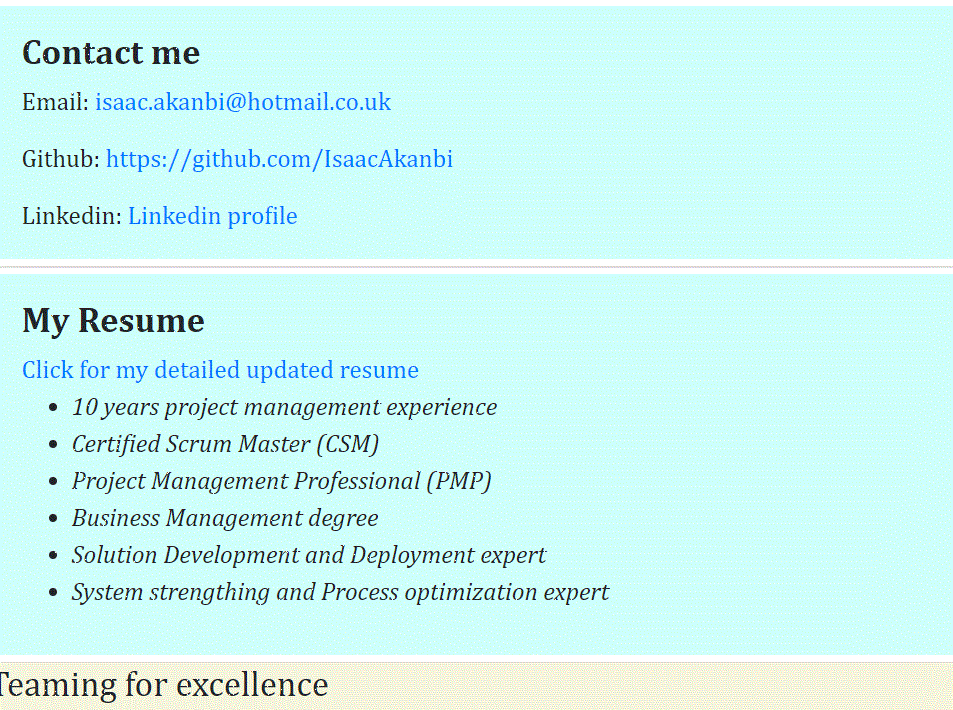 Contact me
Email: isaac.akanbi@hotmail.co.uk
Github: https://github.com/IsaacAkanbi
Linkedin: Linkedin profile
My Resume
Click for my detailed updated resume
• 10 years project management experience
• Certified Scrum Master (CSM)
• Project Management Professional (PMP)
• Business Management degree
• Solution Development and Deployment expert
• System strengthing and Process optimization expert
Teaming for excellence